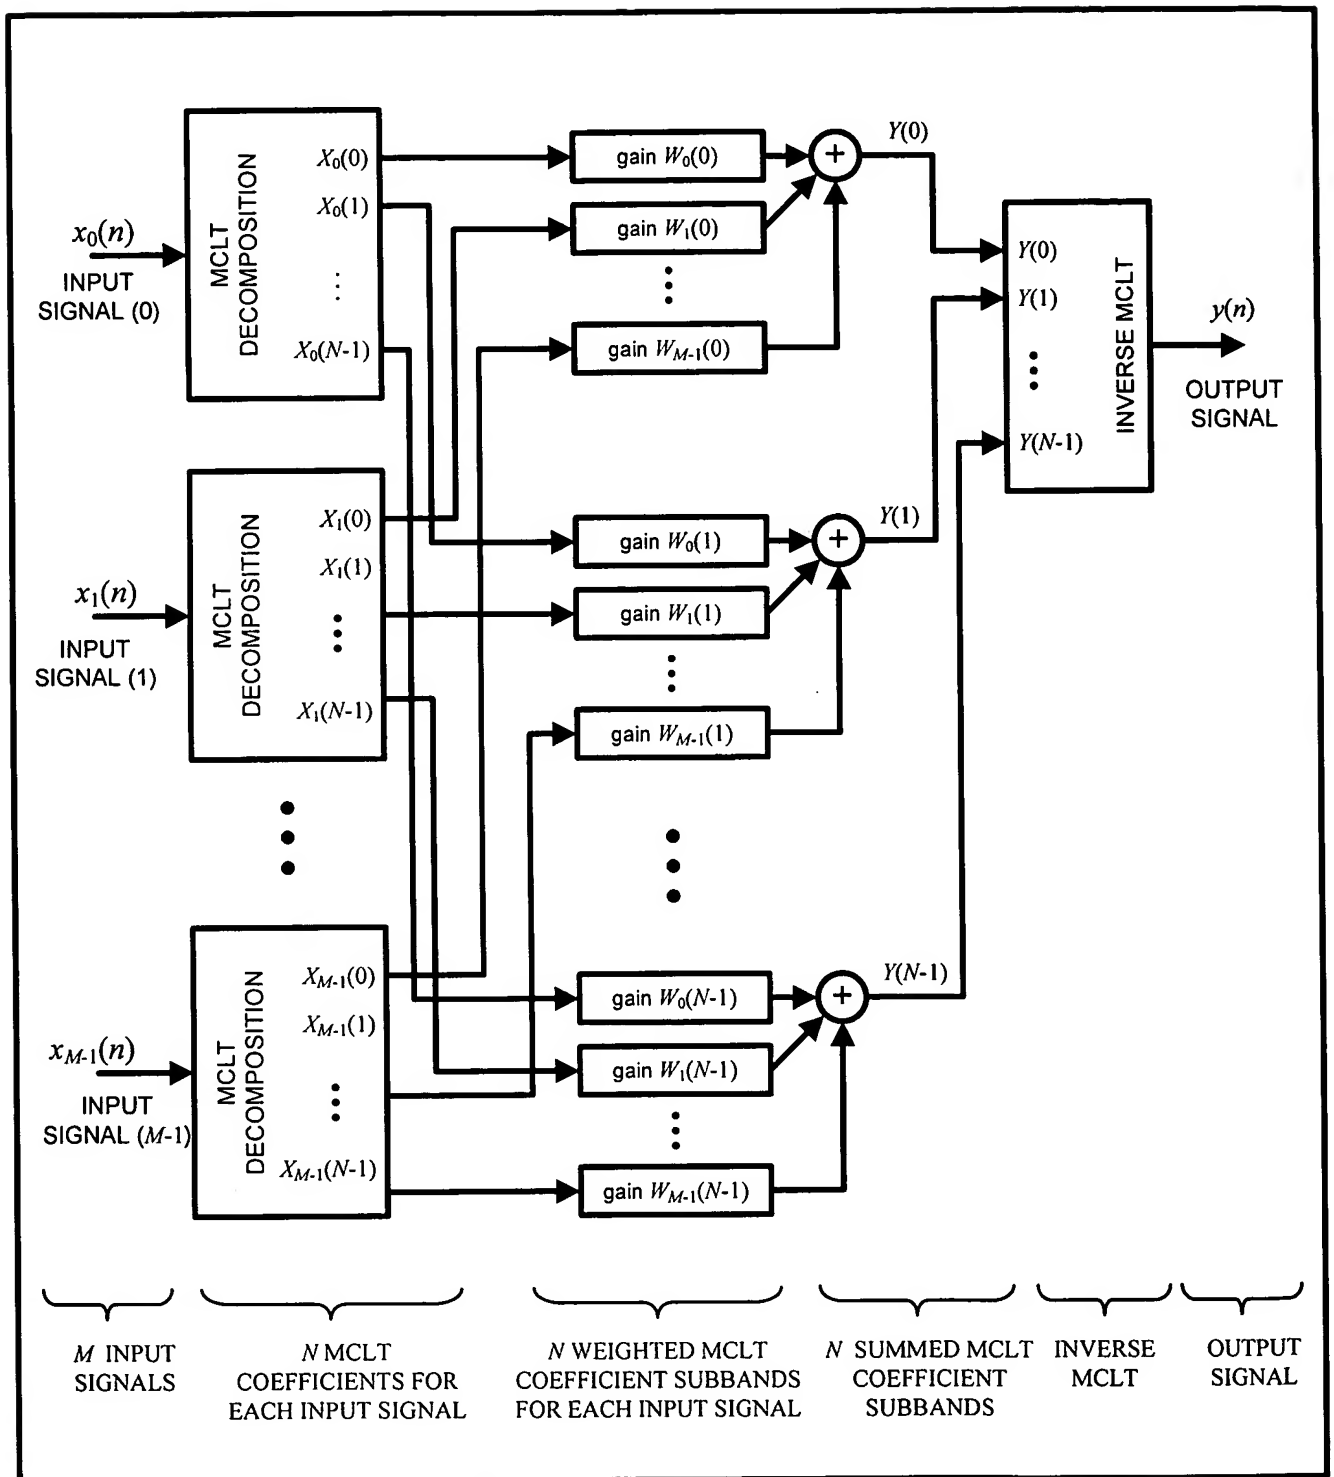 MCLT DECOMPOSITION
X0(0)
X0(1)
...
X0(N-1)
x0(n)
INPUT
SIGNAL (0)
gain W0(0)
gain W1(0)
gain WM-1(0)
+
Y(0)
Y(0)
Y(1)
Y(N-1)
INVERSE MCLT
y(n)
OUTPUT
SIGNAL
MCLT DECOMPOSITION
X1(0)
X1(1)
X1(N-1)
x1(n)
INPUT
SIGNAL (1)
gain W0(1)
gain W1(1)
gain WM-1(1)
+
Y(1)
MCLT DECOMPOSITION
XM-1(0)
XM-1(1)
XM-1(N-1)
xM-1(n)
INPUT
SIGNAL (M-1)
gain W0(N-1)
gain W1(N-1)
gain WM-1(N-1)
+
Y(N-1)
M INPUT
SIGNALS
N MCLT
COEFFICIENTS FOR
EACH INPUT SIGNAL
N WEIGHTED MCLT
COEFFICIENT SUBBANDS
FOR EACH INPUT SIGNAL
N SUMMED MCLT
COEFFICIENT
SUBBANDS
INVERSE
MCLT
OUTPUT
SIGNAL